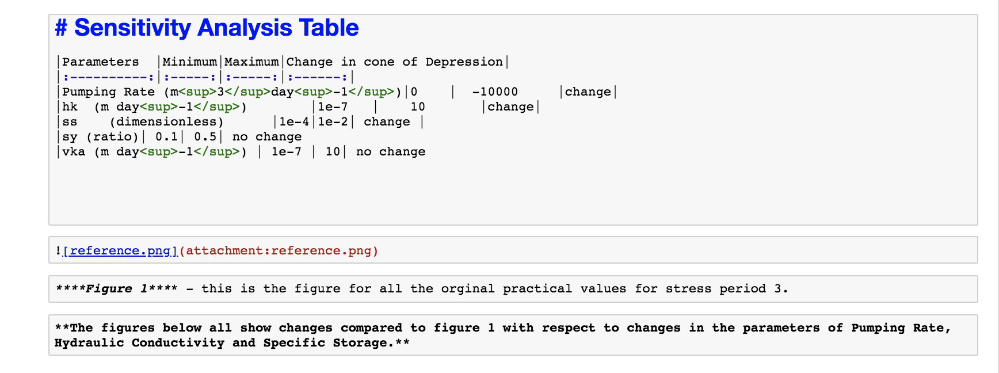 # Sensitivity Analysis Table
|Parameters  |Minimum|Maximum|Change in cone of Depression|
|:----------:|:-----:|:-----:|:------:|
|Pumping Rate (m<sup>3</sup>day<sup>-1</sup>)|0    |  -10000     |change|
|hk  (m day<sup>-1</sup>)        |1e-7   |    10       |change|
|ss    (dimensionless)      |1e-4|1e-2| change |
|sy (ratio)| 0.1| 0.5| no change
|vka (m day<sup>-1</sup>) | 1e-7 | 10| no change
![reference.png](attachment:reference.png)
****Figure 1**** - this is the figure for all the orginal practical values for stress period 3.
**The figures below all show changes compared to figure 1 with respect to changes in the parameters of Pumping Rate,
Hydraulic Conductivity and Specific Storage.**